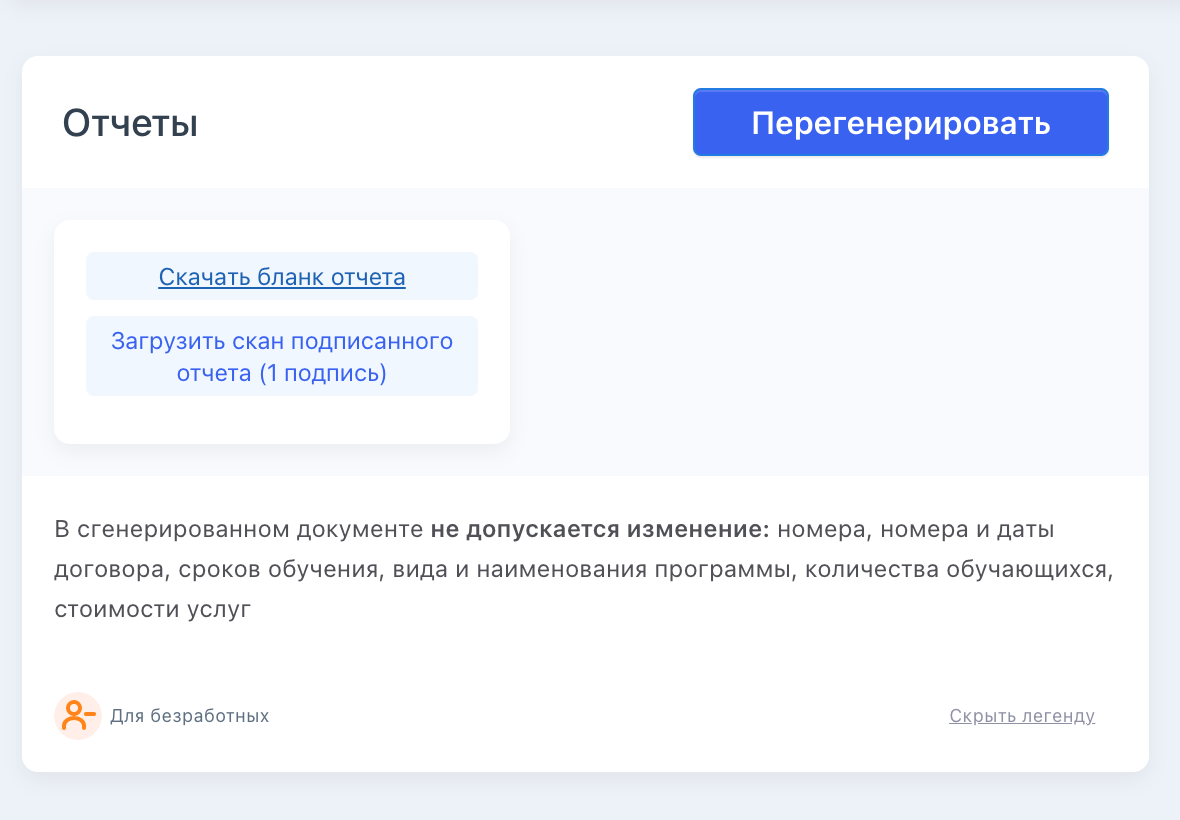 Отчеты
Перегенерировать
Скачать бланк отчета
Загрузить скан подписанного
отчета (1 подпись)
В сгенерированном документе не допускается изменение: номера, номера и даты
договора, сроков обучения, вида и наименования программы, количества обучающихся,
стоимости услуг
Для безработных
Скрыть легенду